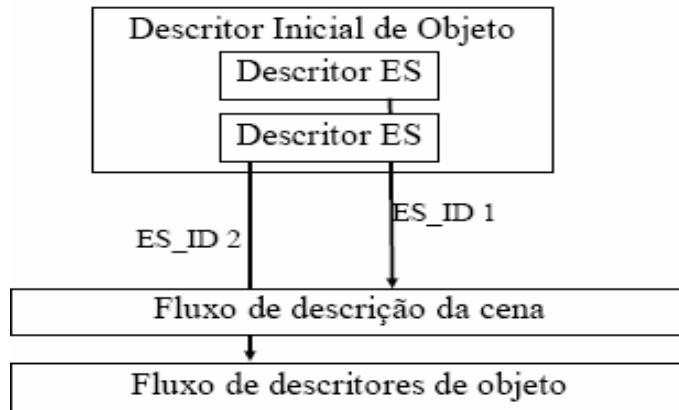 Descritor Inicial de Objeto
Descritor ES
Descritor ES
ES_ID 1
ES_ID 2
Fluxo de descrição da cena
Fluxo de descritores de objeto